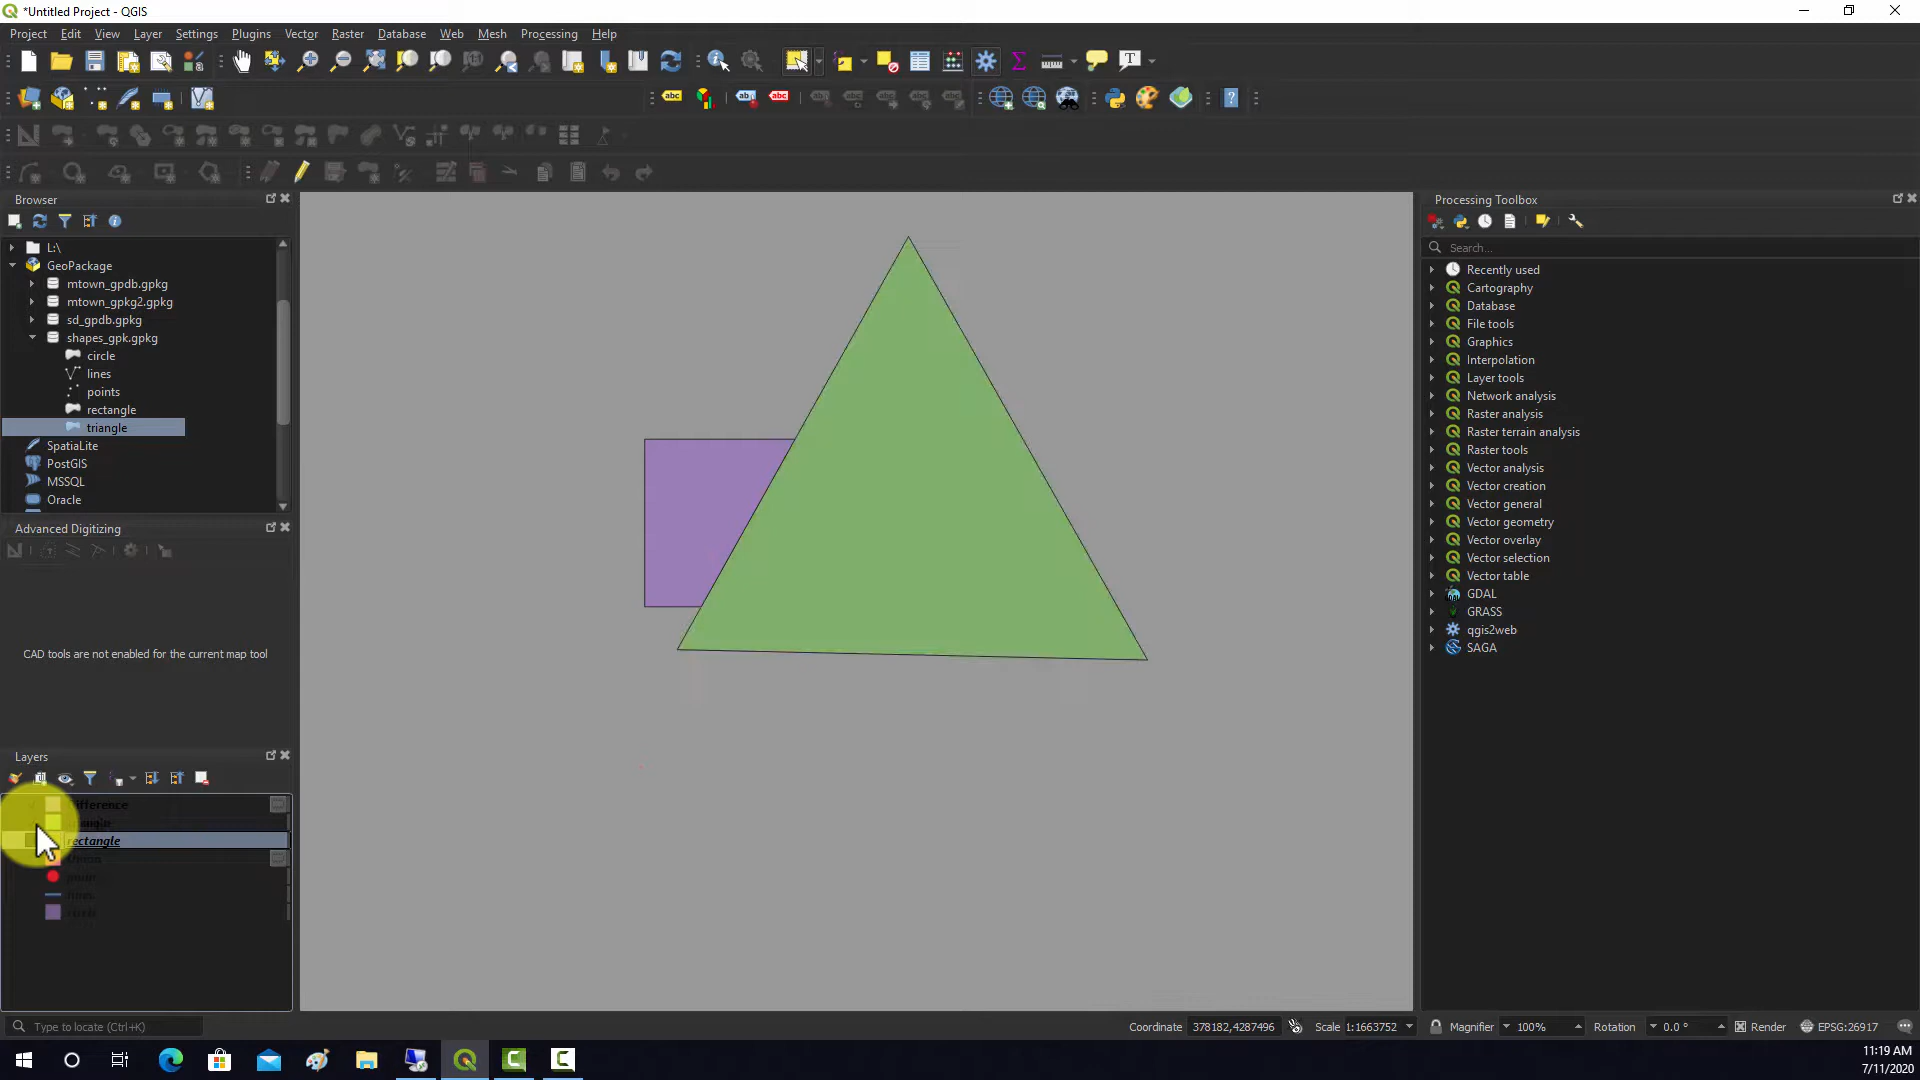 *Untitled Project - QGIS
Project Edit View Layer Settings Plugins Vector Raster Database Web Mesh Processing Help
abc abc abc
Browser
L:\
GeoPackage
mtown_gpdb.gpkg
mtown_gpkg2.gpkg
sd_gpdb.gpkg
shapes_gpk.gpkg
circle
lines
points
rectangle
triangle
SpatiaLite
PostGIS
MSSQL
Oracle
Advanced Digitizing
CAD tools are not enabled for the current map tool
Layers
rectangle
Type to locate (Ctrl+K)
Processing Toolbox
Search...
Recently used
Cartography
Database
File tools
Graphics
Interpolation
Layer tools
Network analysis
Raster analysis
Raster terrain analysis
Raster tools
Vector analysis
Vector creation
Vector general
Vector geometry
Vector overlay
Vector selection
Vector table
GDAL
GRASS
qgis2web
SAGA
Coordinate 378182,4287496 Scale 1:1663752 Magnifier 100% Rotation 0.0 ° Render EPSG:26917
11:19 AM
7/11/2020